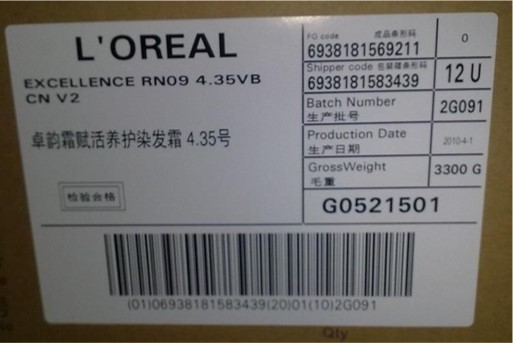 L'OREAL
EXCELLENCE RN09 4.35VB
CN V2
卓韵霜赋活养护染发霜 4.35号
检验合格
FG code 成品条形码
6938181569211
0
Shipper code 包装箱条形码
6938181583439
12 U
Batch Number
生产批号
2G091
Production Date
生产日期
2010-4-1
GrossWeight
毛重
3300 G
G0521501
(01)06938181583439(20)01(10)2G091
Qty